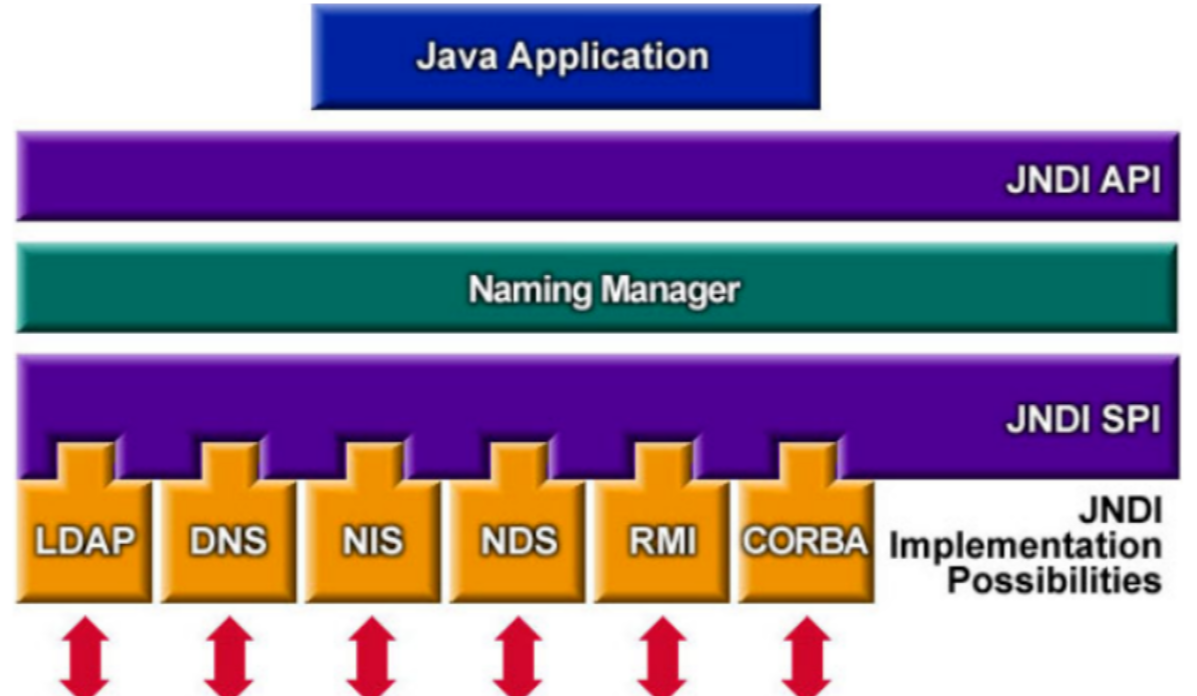 Java Application
JNDI API
Naming Manager
JNDI SPI
LDAP
DNS
NIS
NDS
RMI
CORBA
JNDI
Implementation
Possibilities